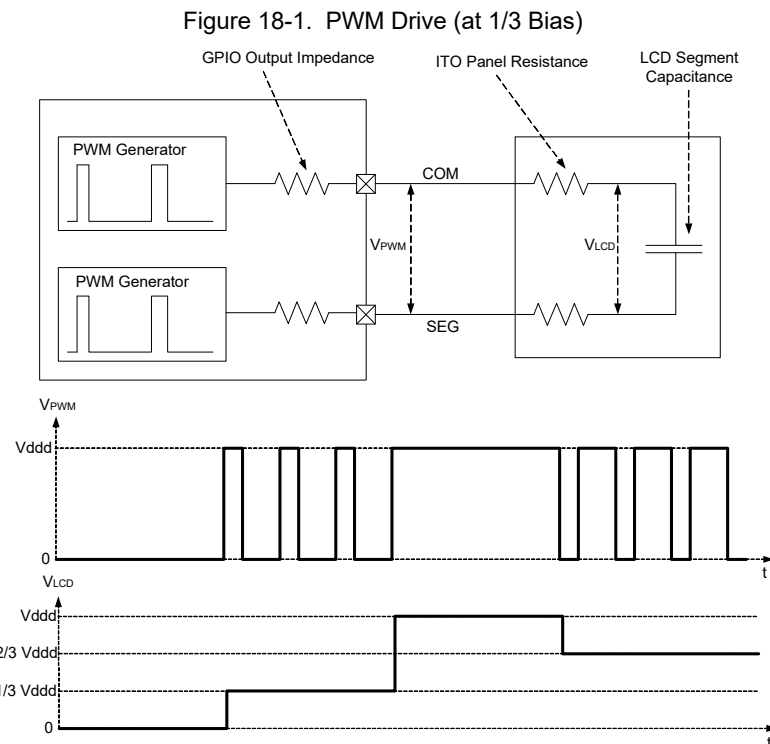 Figure 18-1. PWM Drive (at 1/3 Bias)
GPIO Output Impedance
ITO Panel Resistance
LCD Segment
Capacitance
PWM Generator
COM
VPWM
VLCD
PWM Generator
SEG
VPWM
Vddd
0
t
VLCD
Vddd
2/3 Vddd
1/3 Vddd
0
t